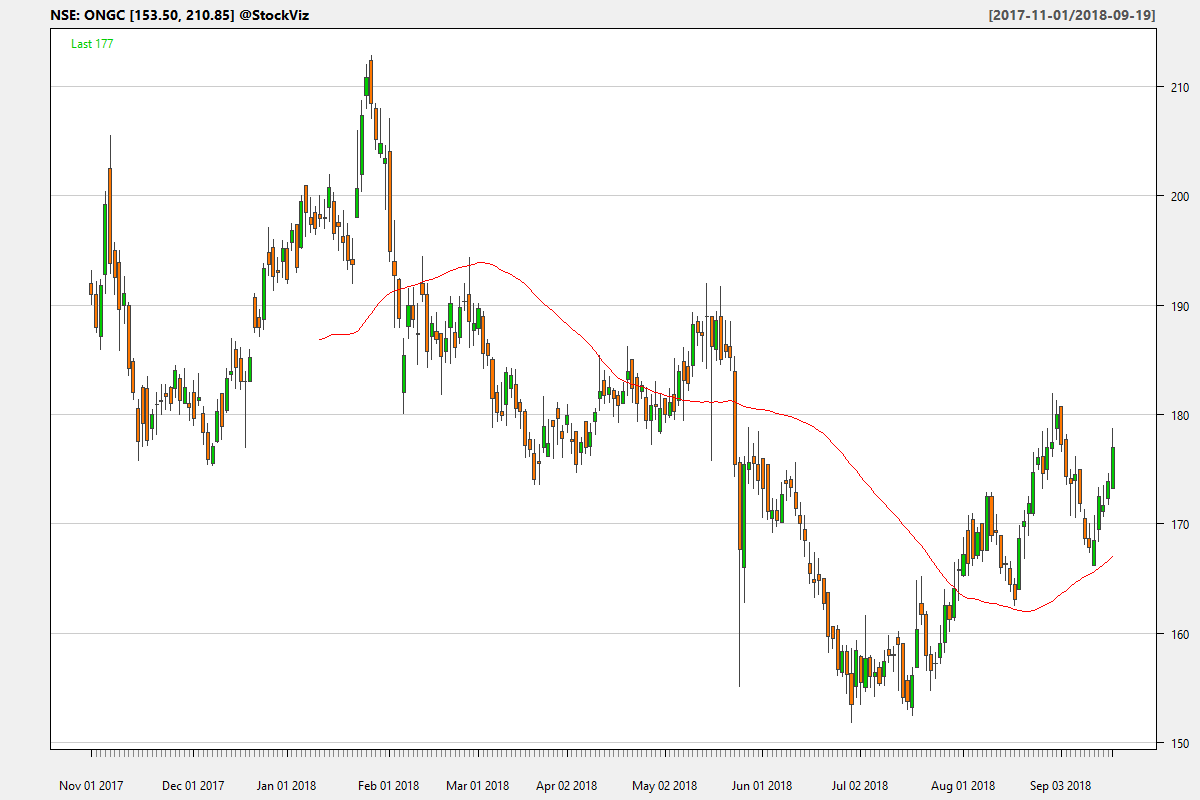 NSE: ONGC [153.50, 210.85] @StockViz
[2017-11-01/2018-09-19]
Last 177
210
200
190
180
170
160
150
Nov 01 2017
Dec 01 2017
Jan 01 2018
Feb 01 2018
Mar 01 2018
Apr 02 2018
May 02 2018
Jun 01 2018
Jul 02 2018
Aug 01 2018
Sep 03 2018